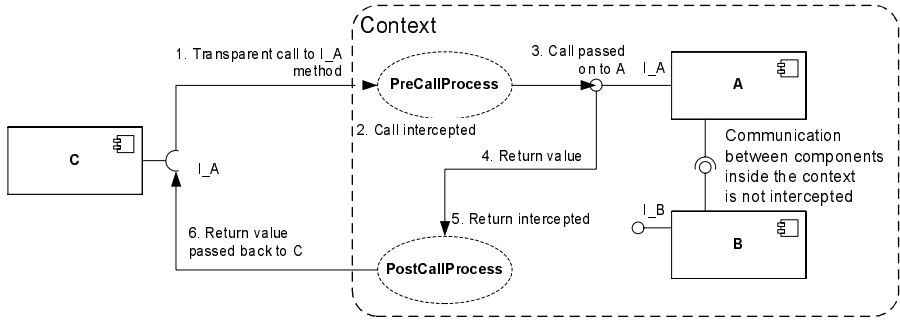 Context
1. Transparent call to I_A
method
3. Call passed
on to A
I_A
PreCallProcess
A
2. Call intercepted
C
I_A
4. Return value
Communication
between components
inside the context
is not intercepted
I_B
5. Return intercepted
6. Return value
passed back to C
B
PostCallProcess